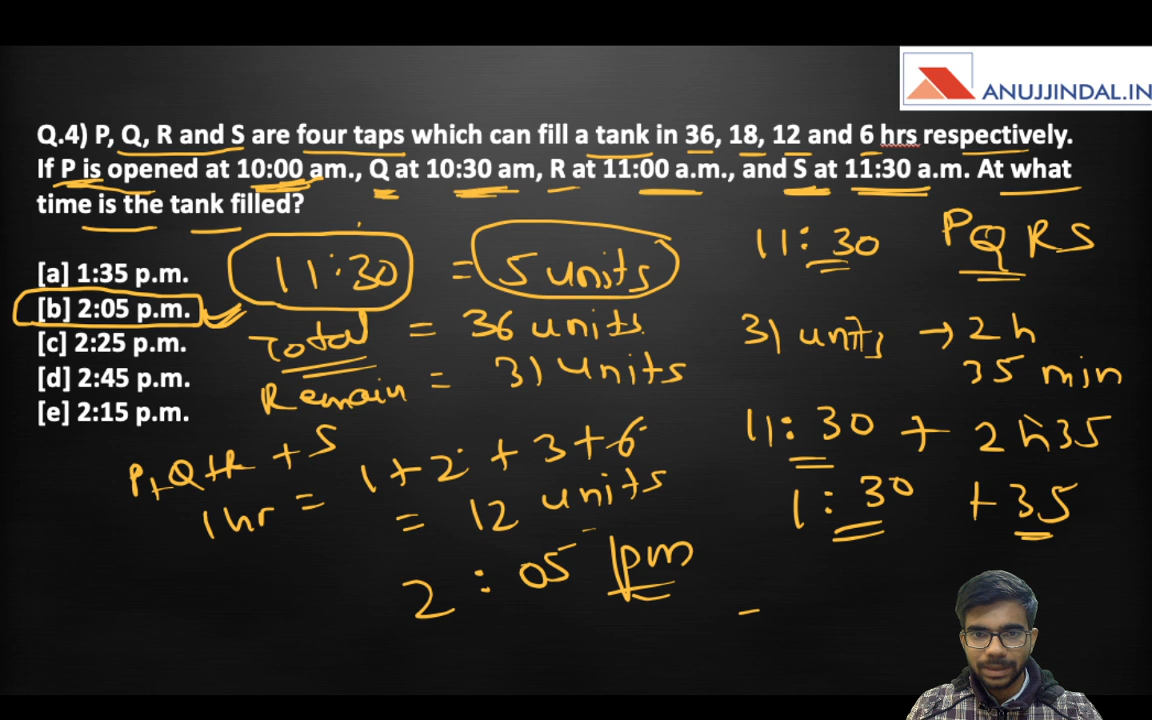 ANUJJINDAL.IN
Q.4) P, Q, R and S are four taps which can fill a tank in 36, 18, 12 and 6 hrs respectively.
If P is opened at 10:00 am., Q at 10:30 am, R at 11:00 a.m., and S at 11:30 a.m. At what
time is the tank filled?
[a] 1:35 p.m.
[b] 2:05 p.m.
[c] 2:25 p.m.
[d] 2:45 p.m.
[e] 2:15 p.m.
11:30 = 5 units
Total = 36 units
Remain = 31 units
P+Q+R+S
1hr = 1+2+3+6
= 12 units
2:05 pm
11:30 PQRS
31 units → 2h
35 min
11:30 + 2h35
1:30 +35